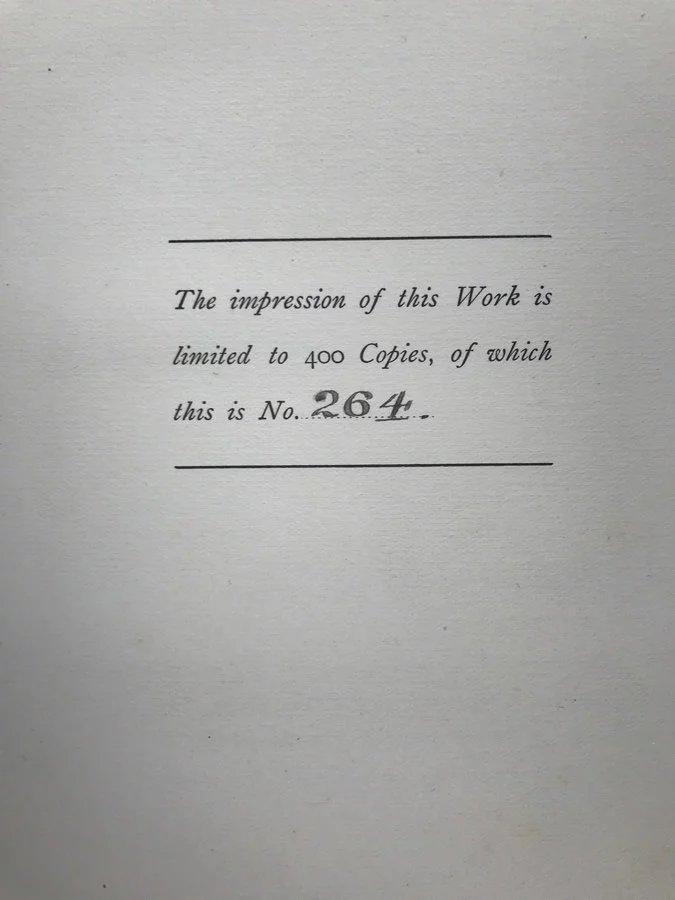 The impression of this Work is
limited to 400 Copies, of which
this is No. 264.